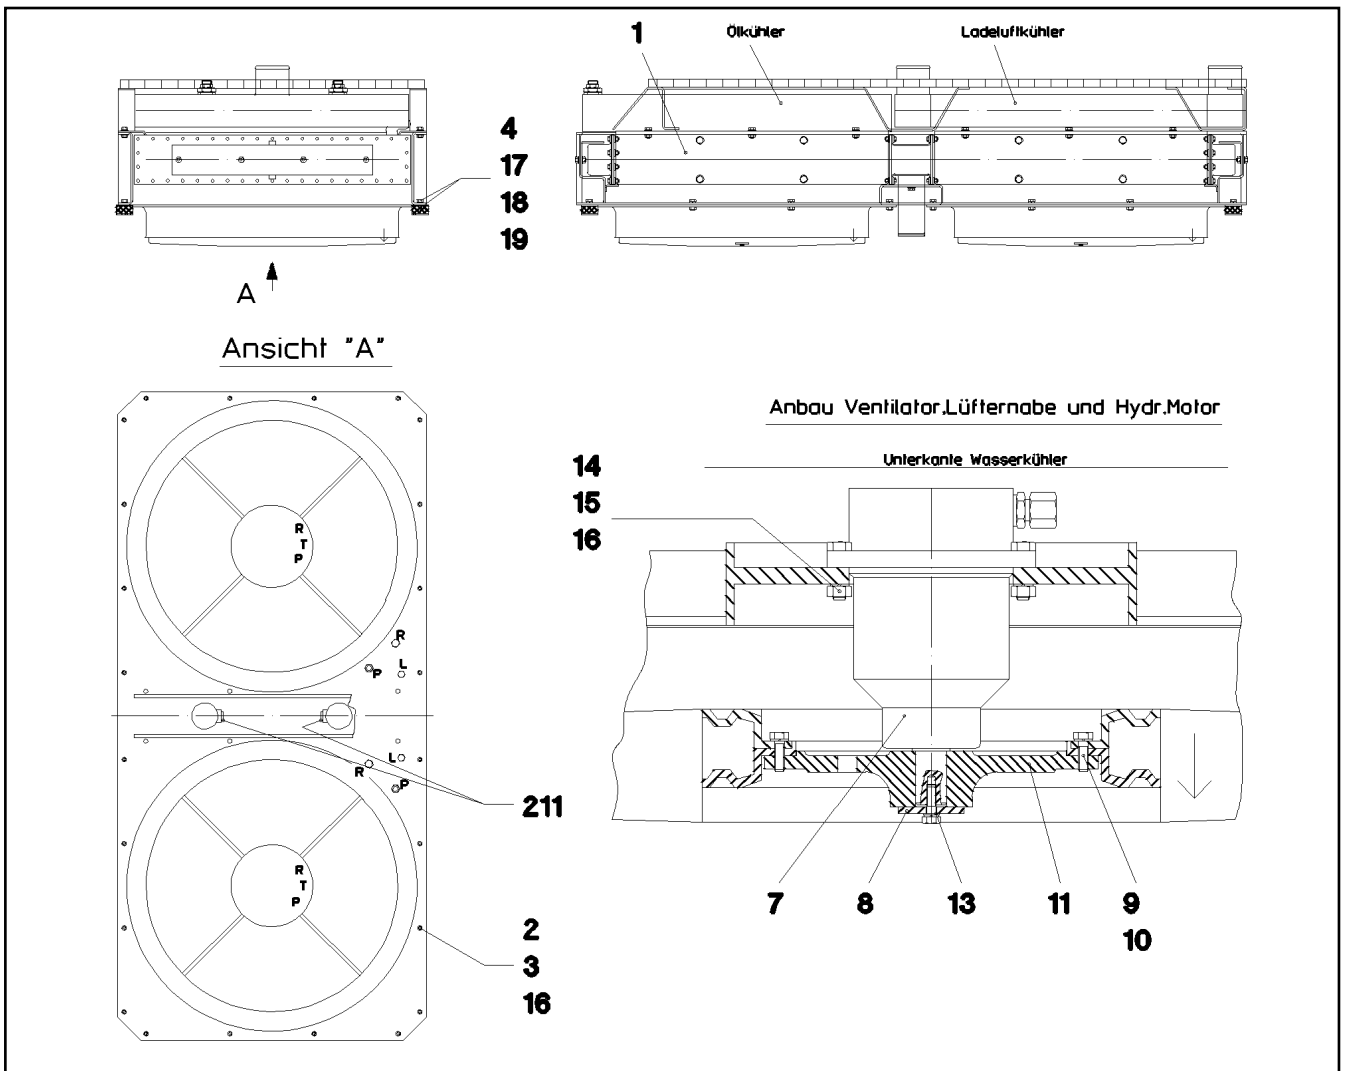 1
Ölkühler
Ladeluftkühler
4
17
18
19
A
Ansicht "A"
Anbau Ventilator,Lüfternabe und Hydr.Motor
Unterkante Wasserkühler
14
15
16
R
T
P
R
L
P
L
R
P
211
R
T
P
7
8
13
11
9
10
2
3
16